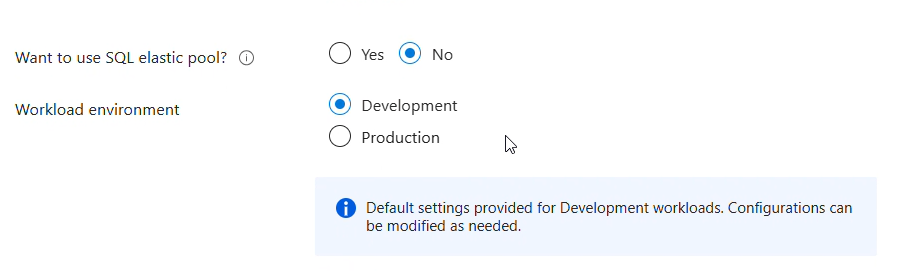 Want to use SQL elastic pool? Yes No
Workload environment Development
Production
Default settings provided for Development workloads. Configurations can
be modified as needed.